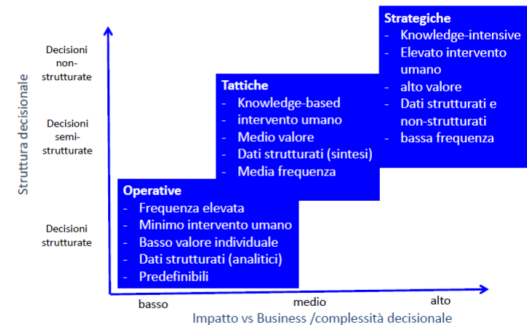 Strategiche
- Knowledge-intensive
- Elevato intervento
umano
- alto valore
- Dati strutturati e
non-strutturati
- bassa frequenza
Tattiche
- Knowledge-based
- intervento umano
- Medio valore
- Dati strutturati (sintesi)
- Media frequenza
Operative
- Frequenza elevata
- Minimo intervento umano
- Basso valore individuale
- Dati strutturati (analitici)
- Predefinibili
Struttura decisionale
Decisioni
non-
strutturate
Decisioni
semi-
strutturate
Decisioni
strutturate
basso
medio
alto
Impatto vs Business /complessità decisionale